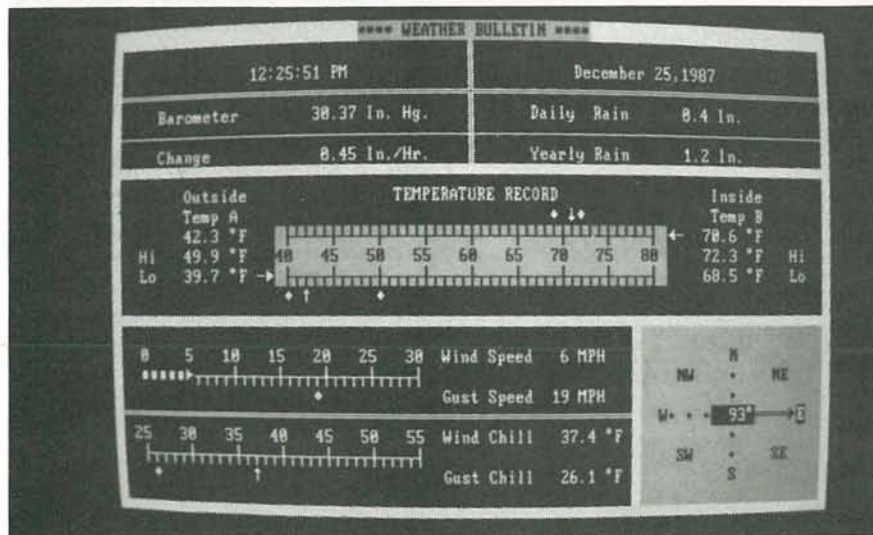 **** WEATHER BULLETIN ****
12:25:51 PM
December 25,1987
Barometer 30.37 In. Hg.
Daily Rain 0.4 In.
Change 0.45 In./Hr.
Yearly Rain 1.2 In.
TEMPERATURE RECORD
Outside
Temp A
42.3 °F
Hi 49.9 °F
Lo 39.7 °F
40 45 50 55 60 65 70 75 80
Inside
Temp B
70.6 °F
72.3 °F Hi
68.5 °F Lo
0 5 10 15 20 25 30
Wind Speed 6 MPH
Gust Speed 19 MPH
25 30 35 40 45 50 55
Wind Chill 37.4 °F
Gust Chill 26.1 °F
N
NW NE
W 93° E
SW SE
S